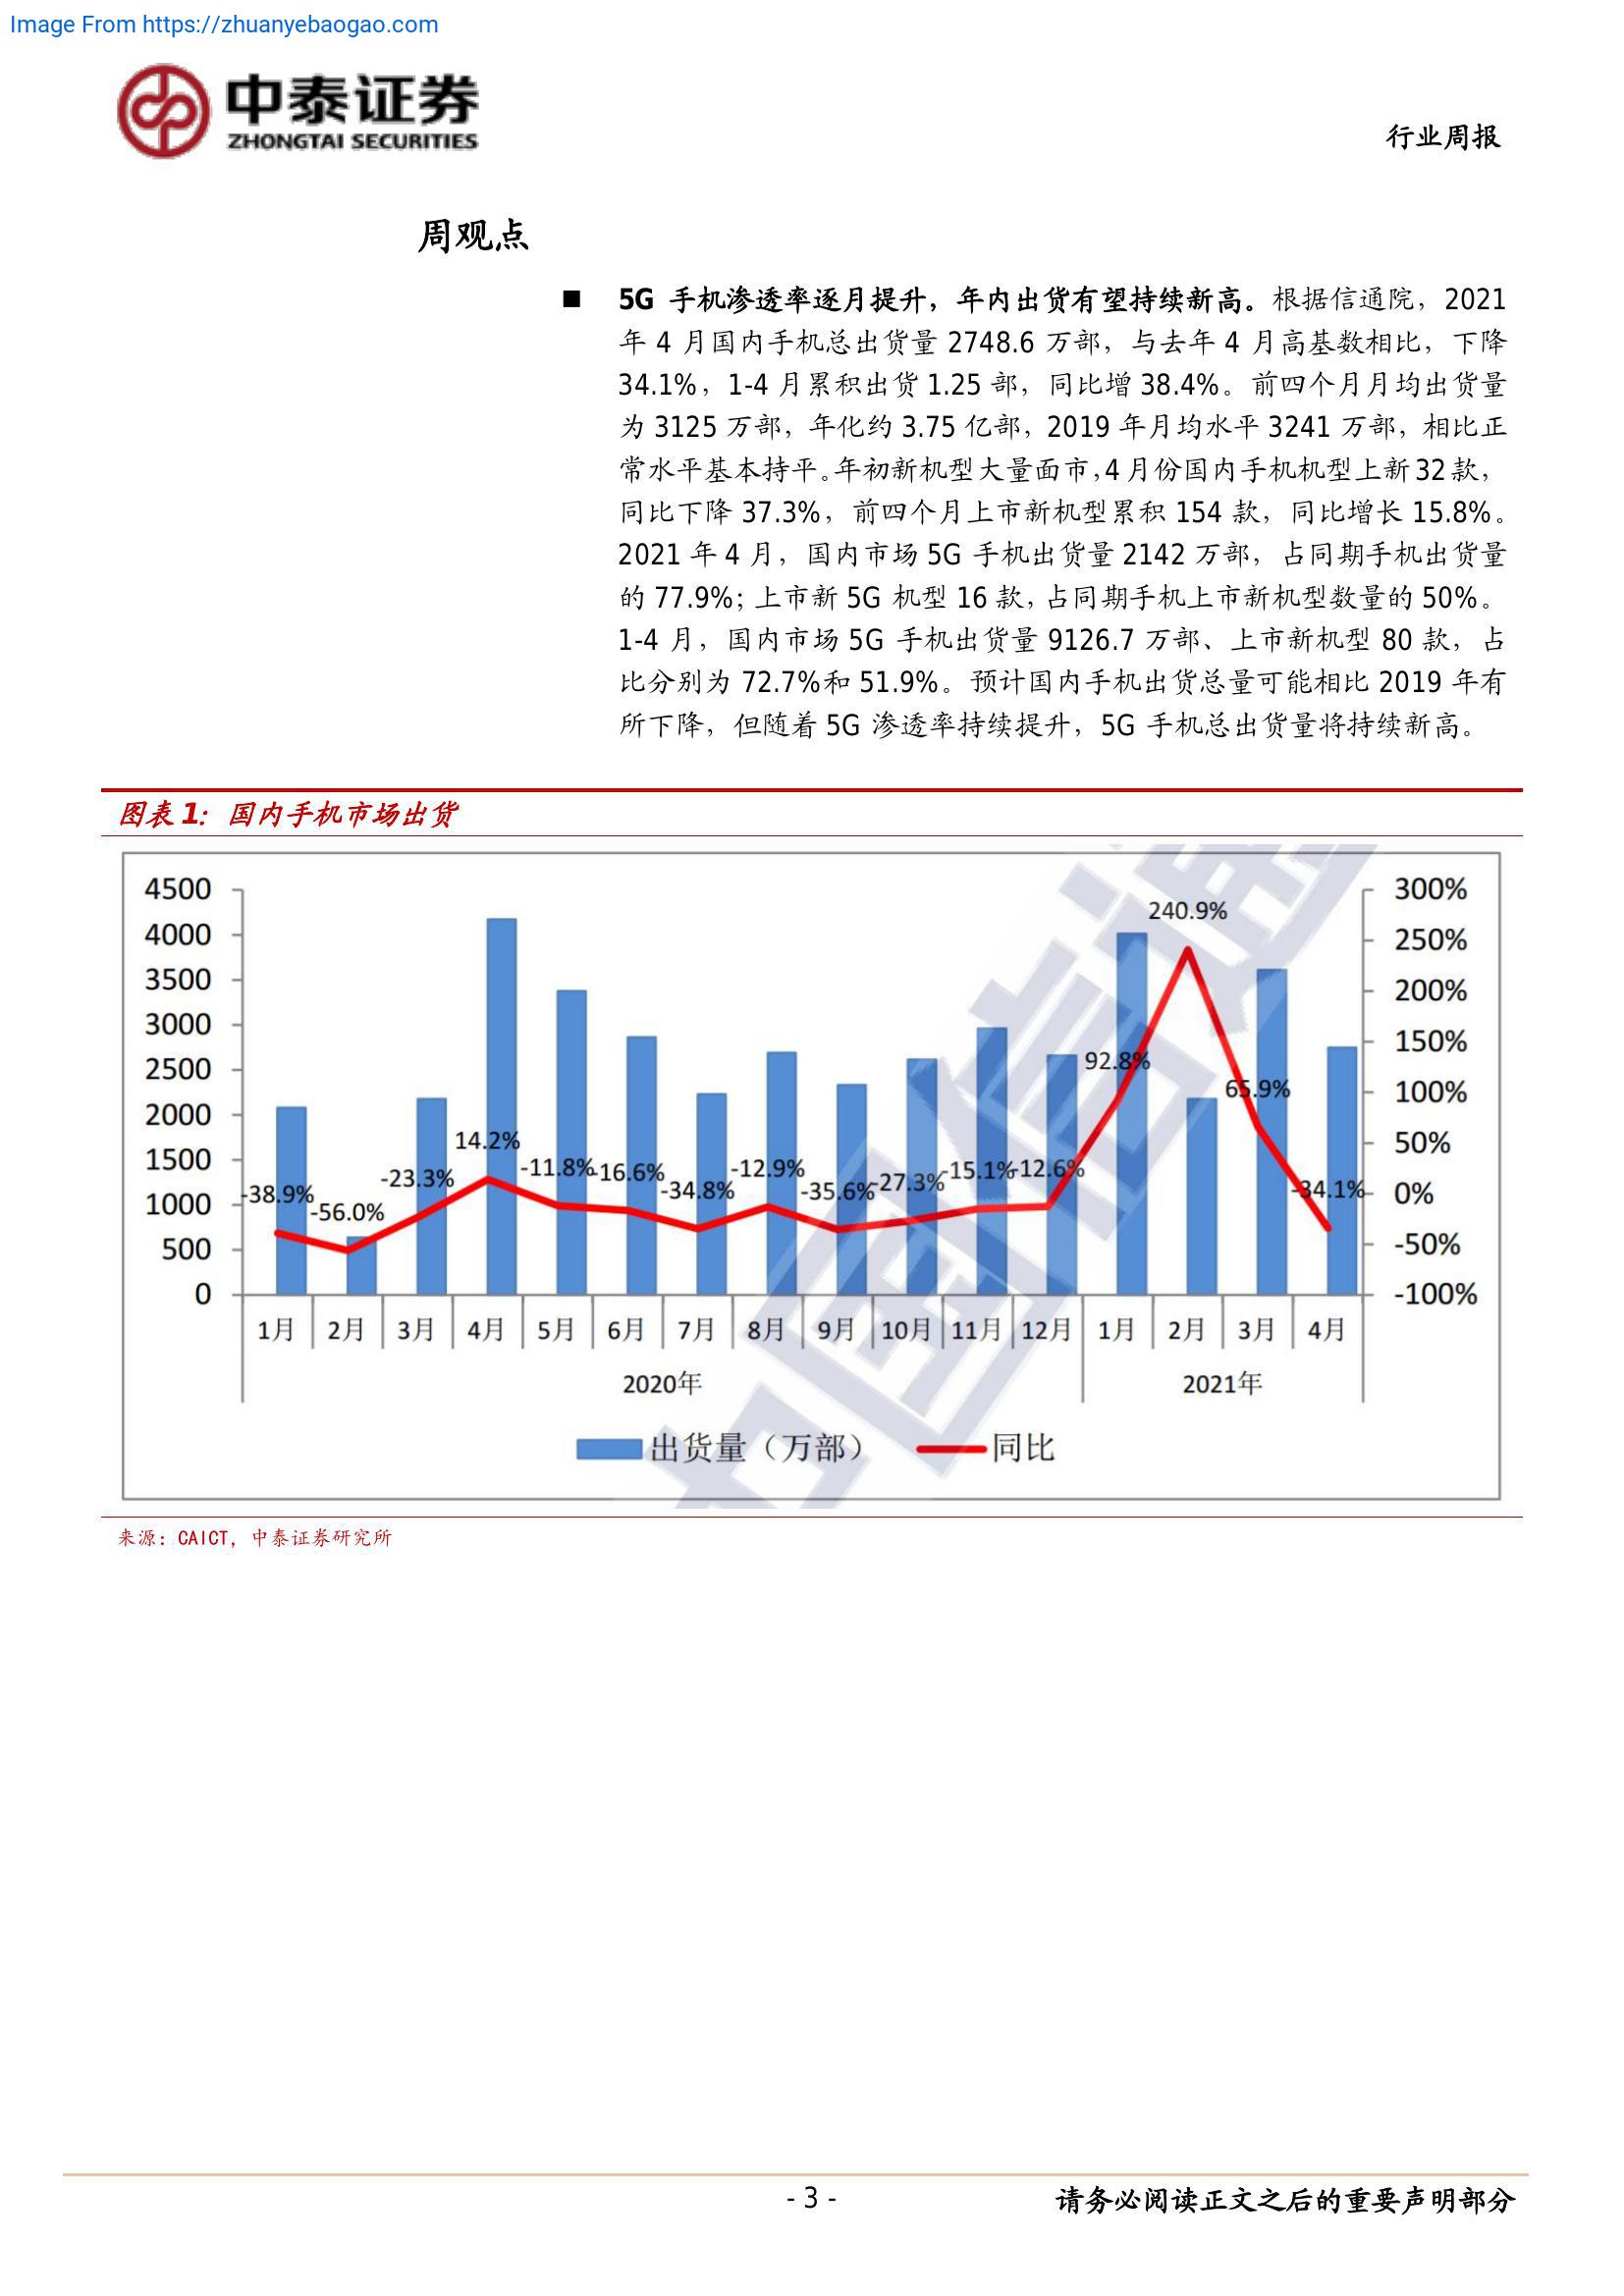 Image From https://zhuanyebaogao.com
中泰证券
ZHONGTAI SECURITIES
行业周报
周观点
■ 5G 手机渗透率逐月提升，年内出货有望持续新高。根据信通院，2021
年 4 月国内手机总出货量 2748.6 万部，与去年 4 月高基数相比，下降
34.1%，1-4 月累积出货 1.25 部，同比增 38.4%。前四个月月均出货量
为 3125 万部，年化约 3.75 亿部，2019 年月均水平 3241 万部，相比正
常水平基本持平。年初新机型大量面市，4 月份国内手机机型上新 32 款，
同比下降 37.3%，前四个月上市新机型累积 154 款，同比增长 15.8%。
2021 年 4 月，国内市场 5G 手机出货量 2142 万部，占同期手机出货量
的 77.9%；上市新 5G 机型 16 款，占同期手机上市新机型数量的 50%。
1-4 月，国内市场 5G 手机出货量 9126.7 万部、上市新机型 80 款，占
比分别为 72.7%和 51.9%。预计国内手机出货总量可能相比 2019 年有
所下降，但随着 5G 渗透率持续提升，5G 手机总出货量将持续新高。
图表 1：国内手机市场出货
4500
4000
3500
3000
2500
2000
1500
1000
500
0
300%
250%
200%
150%
100%
50%
0%
-50%
-100%
-38.9%
-56.0%
-23.3%
14.2%
-11.8%
-16.6%
-34.8%
-12.9%
-35.6%
-27.3%
-15.1%
-12.6%
92.8%
240.9%
65.9%
-34.1%
1月 2月 3月 4月 5月 6月 7月 8月 9月 10月 11月 12月 1月 2月 3月 4月
2020年 2021年
出货量（万部） 同比
中国信通
来源：CAICT，中泰证券研究所
- 3 -
请务必阅读正文之后的重要声明部分